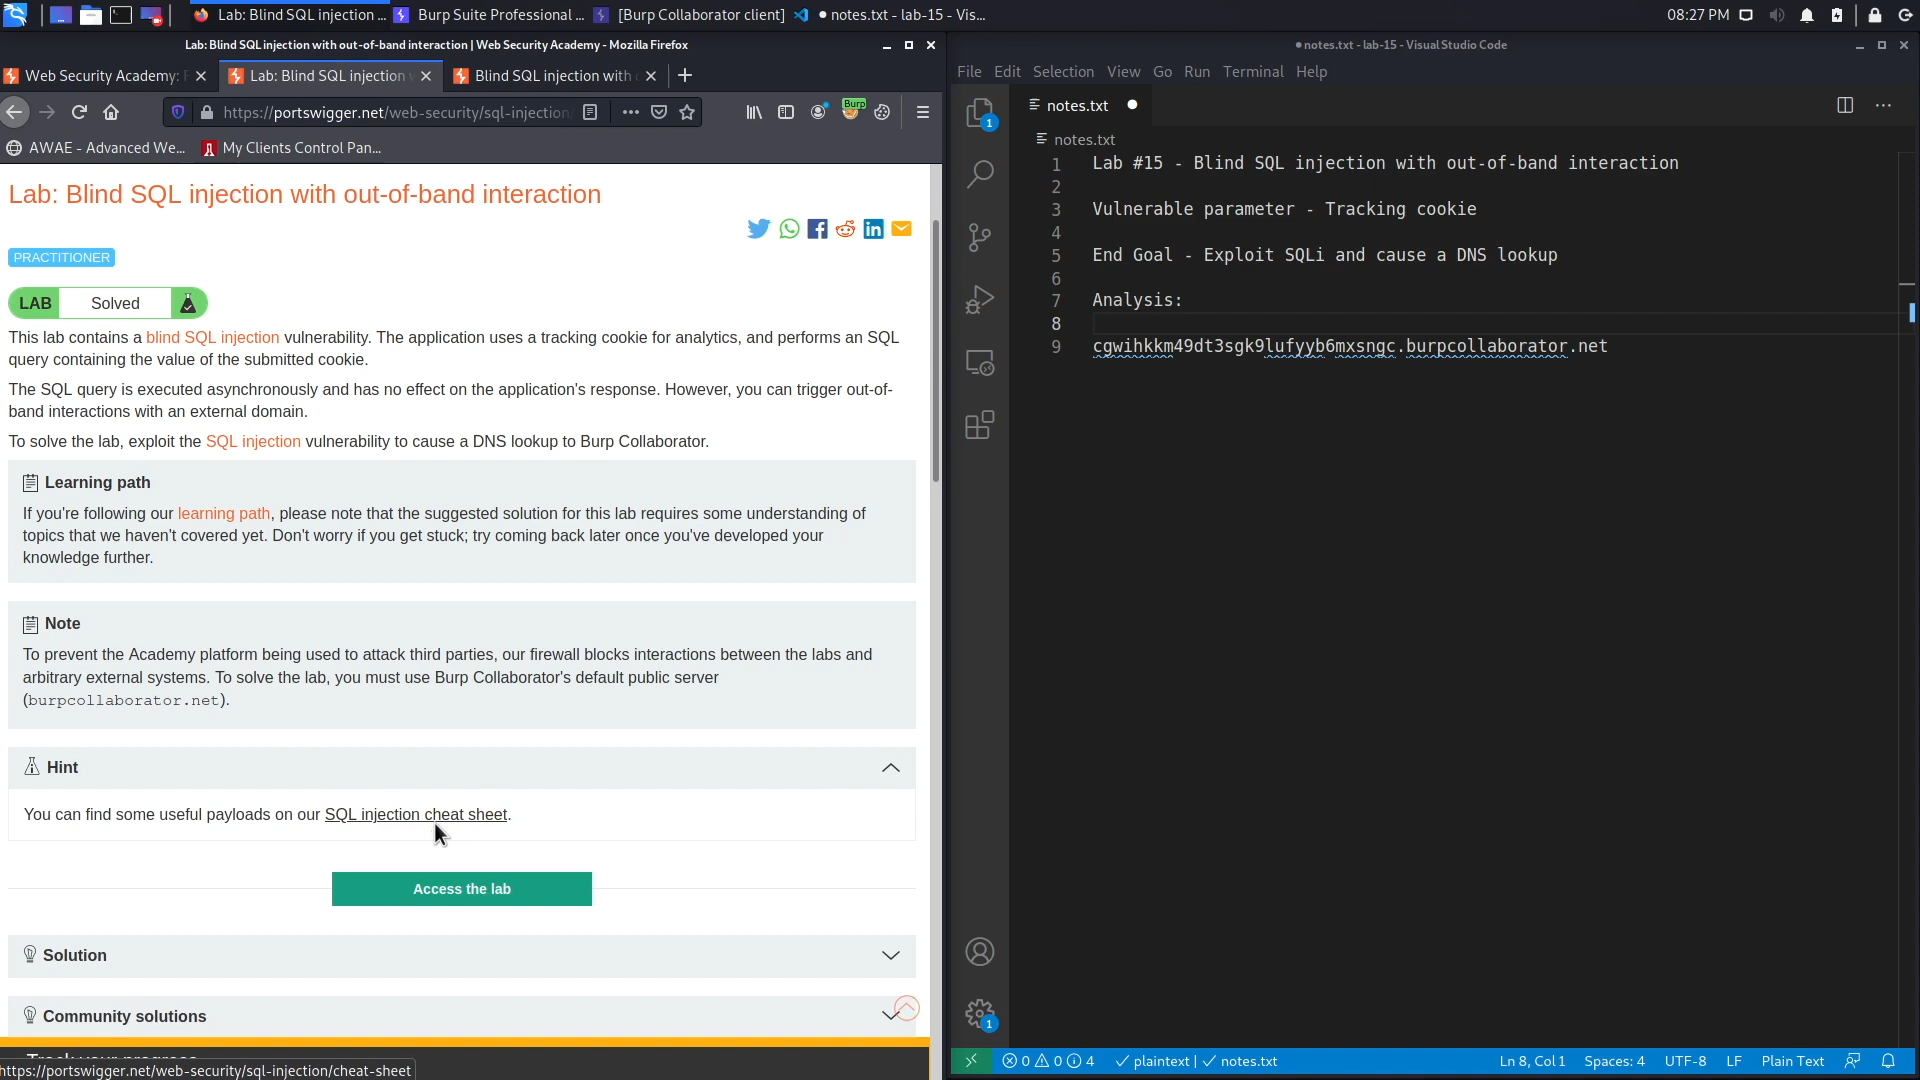 Lab: Blind SQL injection ...
Burp Suite Professional ...
[Burp Collaborator client]
● notes.txt - lab-15 - Vis...
08:27 PM
Lab: Blind SQL injection with out-of-band interaction | Web Security Academy - Mozilla Firefox
Web Security Academy:
Lab: Blind SQL injection
Blind SQL injection with
https://portswigger.net/web-security/sql-injection/
Burp
AWAE - Advanced We...
My Clients Control Pan...
Lab: Blind SQL injection with out-of-band interaction
PRACTITIONER
LAB Solved
This lab contains a blind SQL injection vulnerability. The application uses a tracking cookie for analytics, and performs an SQL
query containing the value of the submitted cookie.
The SQL query is executed asynchronously and has no effect on the application's response. However, you can trigger out-of-
band interactions with an external domain.
To solve the lab, exploit the SQL injection vulnerability to cause a DNS lookup to Burp Collaborator.
Learning path
If you're following our learning path, please note that the suggested solution for this lab requires some understanding of
topics that we haven't covered yet. Don't worry if you get stuck; try coming back later once you've developed your
knowledge further.
Note
To prevent the Academy platform being used to attack third parties, our firewall blocks interactions between the labs and
arbitrary external systems. To solve the lab, you must use Burp Collaborator's default public server
(burpcollaborator.net).
Hint
You can find some useful payloads on our SQL injection cheat sheet.
Access the lab
Solution
Community solutions
Track your progress
https://portswigger.net/web-security/sql-injection/cheat-sheet
● notes.txt - lab-15 - Visual Studio Code
File Edit Selection View Go Run Terminal Help
notes.txt ●
notes.txt
1 Lab #15 - Blind SQL injection with out-of-band interaction
2
3 Vulnerable parameter - Tracking cookie
4
5 End Goal - Exploit SQLi and cause a DNS lookup
6
7 Analysis:
8
9 cgwihkkm49dt3sgk9lufyyb6mxsngc.burpcollaborator.net
1
1
0 0 4 plaintext | notes.txt
Ln 8, Col 1 Spaces: 4 UTF-8 LF Plain Text